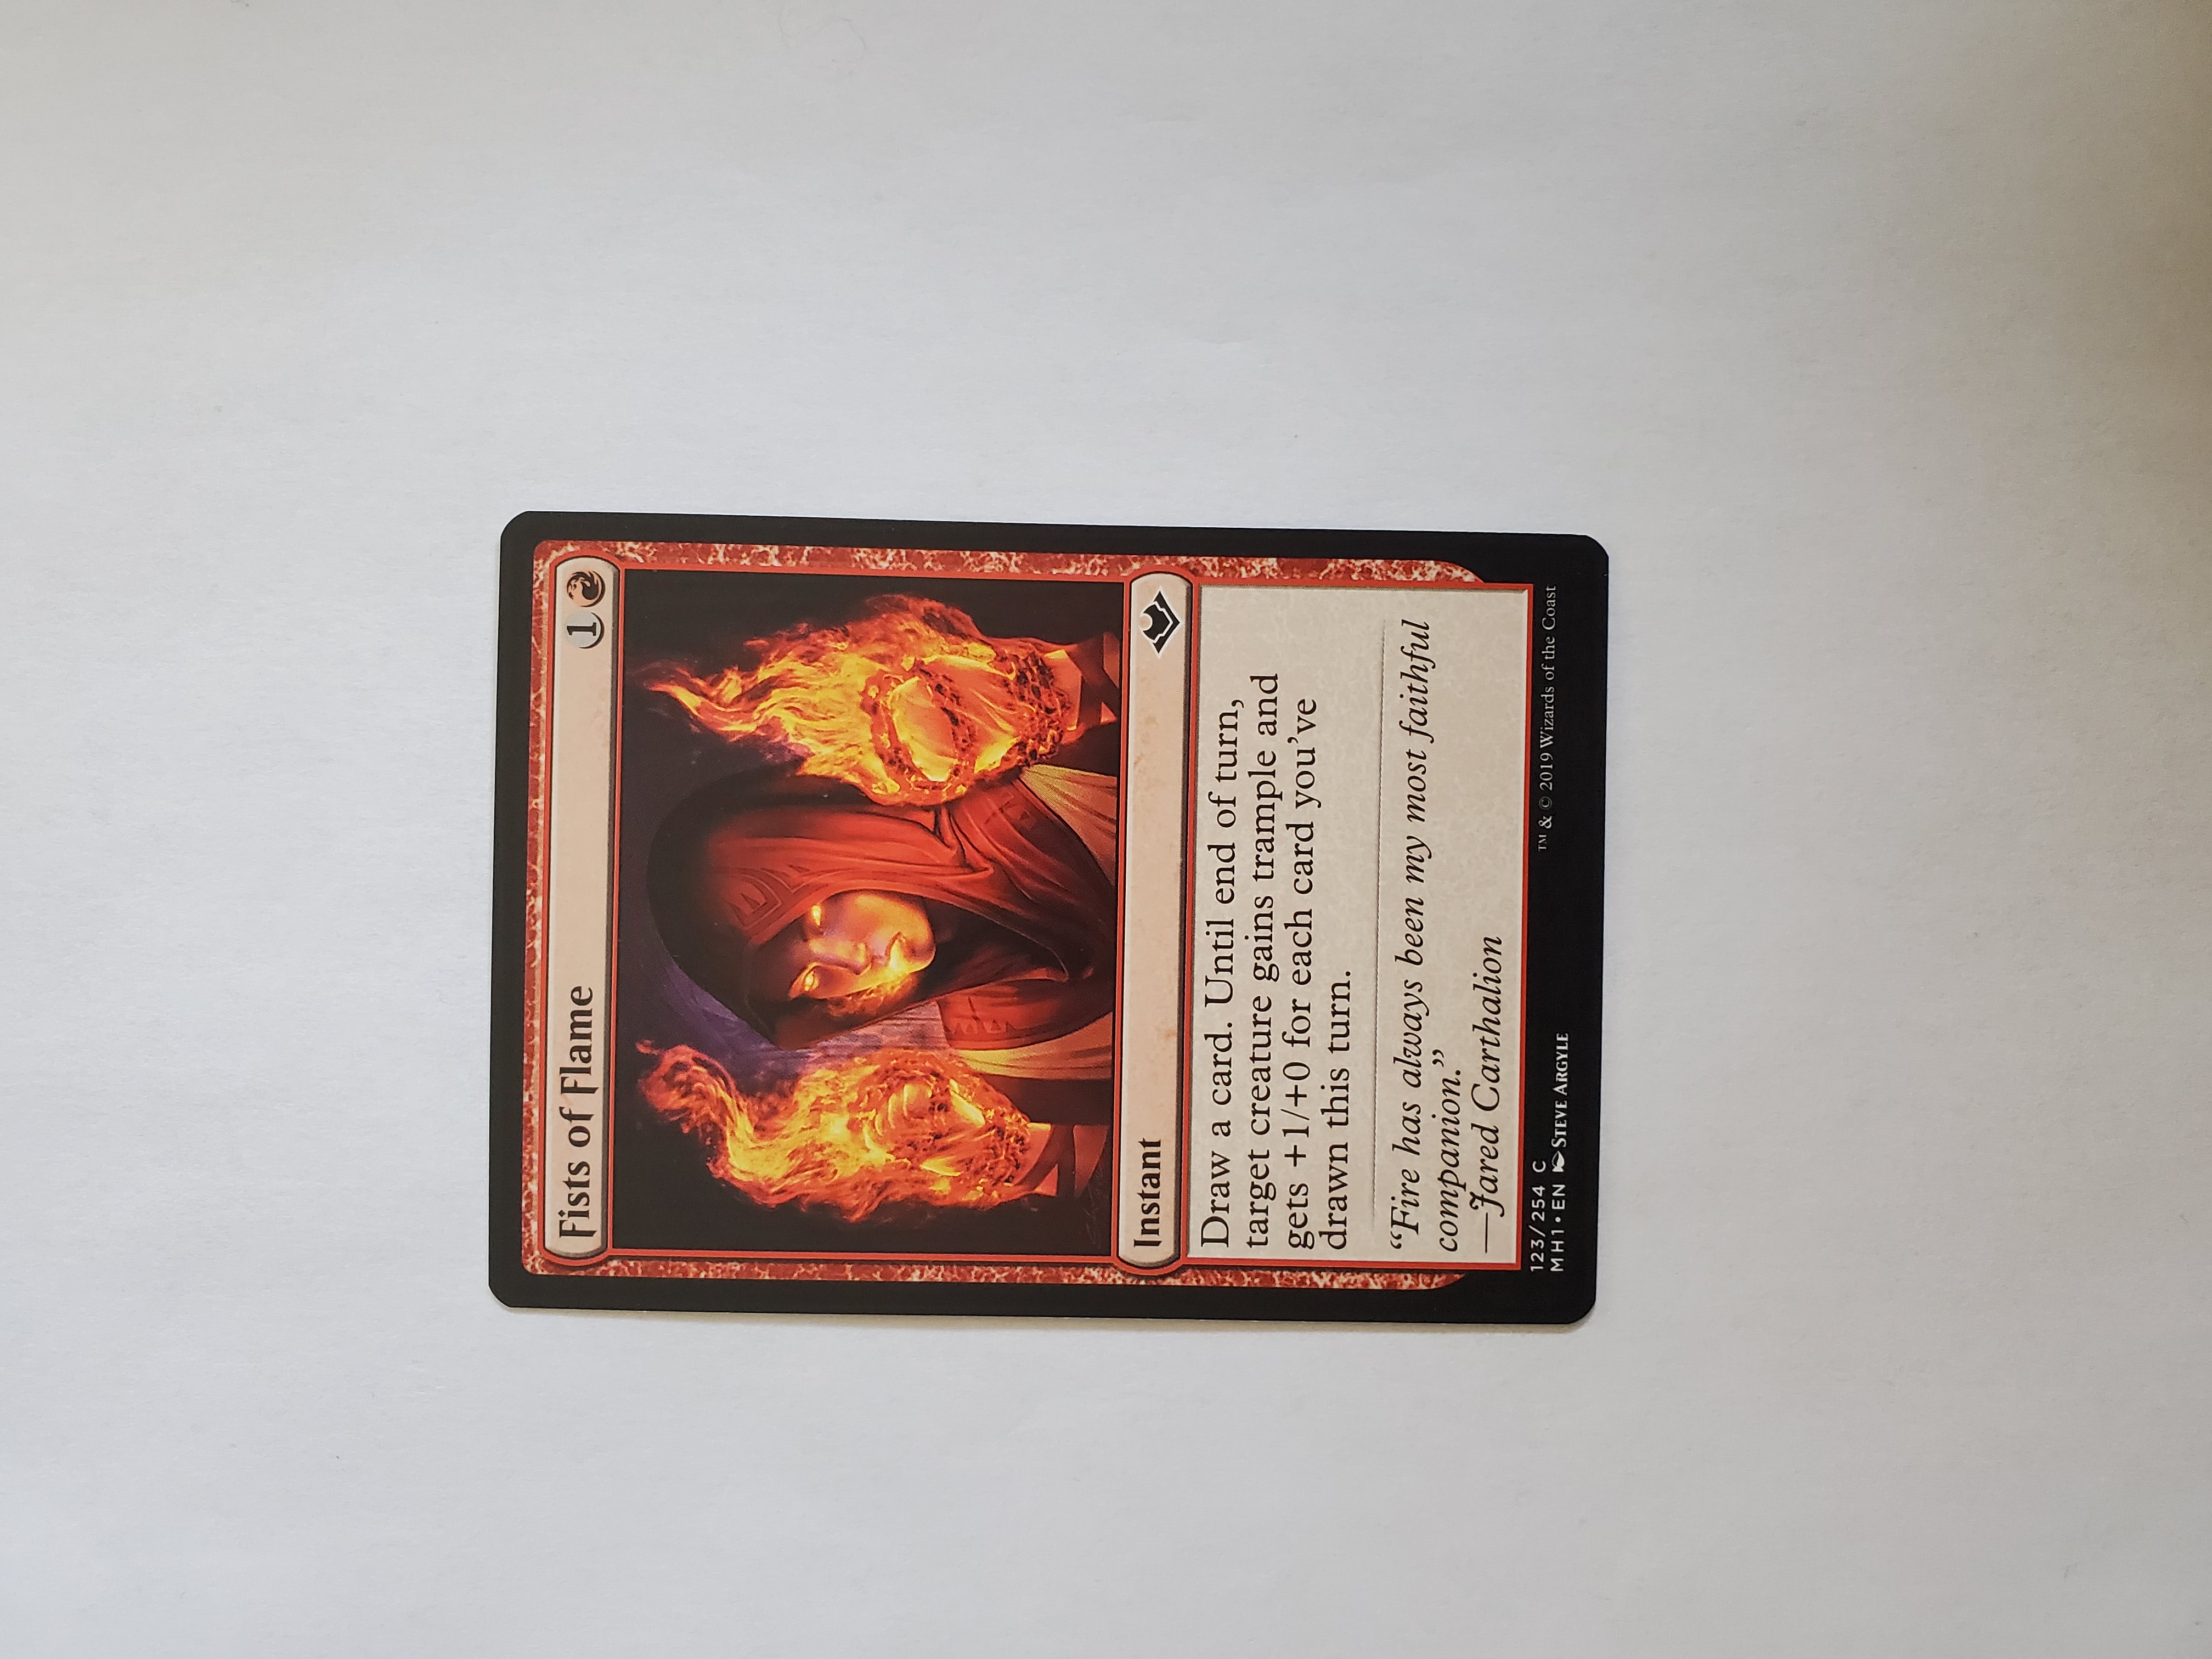 Fists of Flame 1
Instant
Draw a card. Until end of turn,
target creature gains trample and
gets +1/+0 for each card you've
drawn this turn.
“Fire has always been my most faithful
companion.”
—Jared Carthalion
123/254 C
MH1•EN STEVE ARGYLE
™ & © 2019 Wizards of the Coast